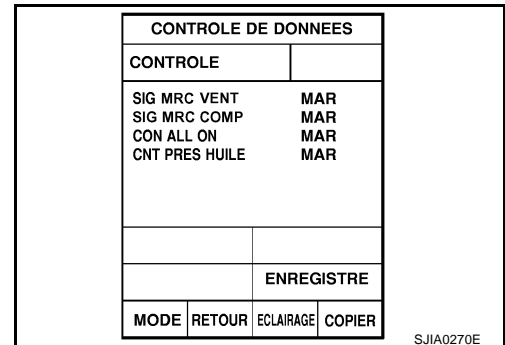 CONTROLE DE DONNEES
CONTROLE
SIG MRC VENT MAR
SIG MRC COMP MAR
CON ALL ON MAR
CNT PRES HUILE MAR
ENREGISTRE
MODE RETOUR ECLAIRAGE COPIER
SJIA0270E